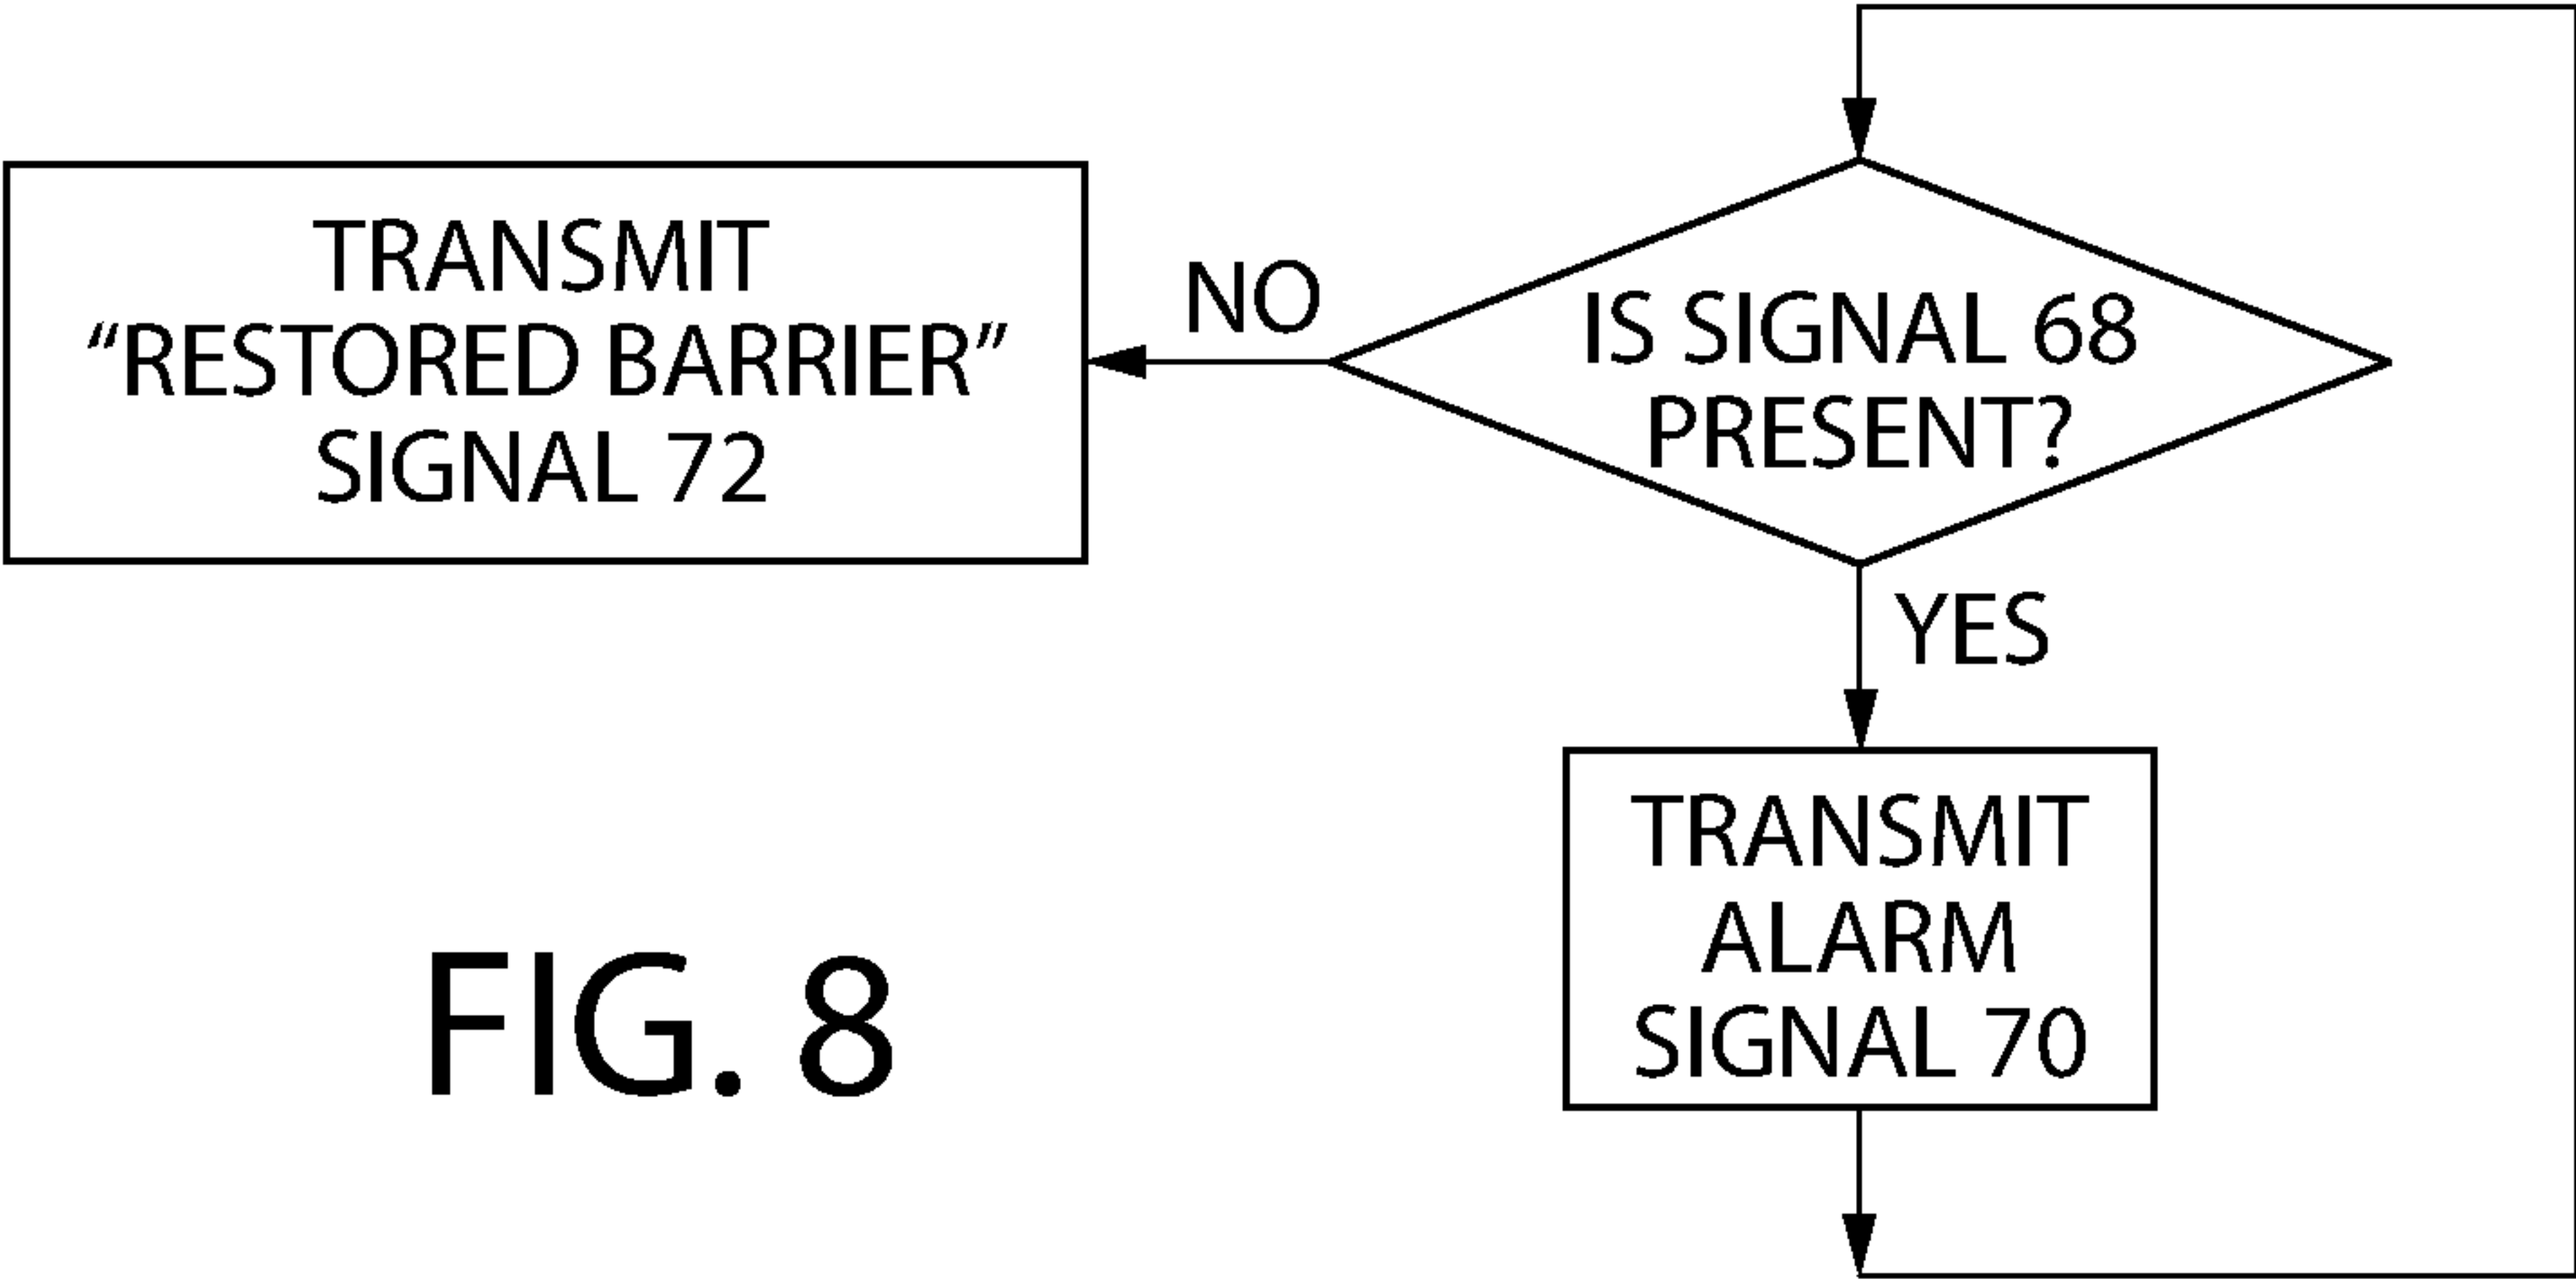 TRANSMIT
“RESTORED BARRIER”
SIGNAL 72
NO
IS SIGNAL 68
PRESENT?
YES
TRANSMIT
ALARM
SIGNAL 70
FIG. 8